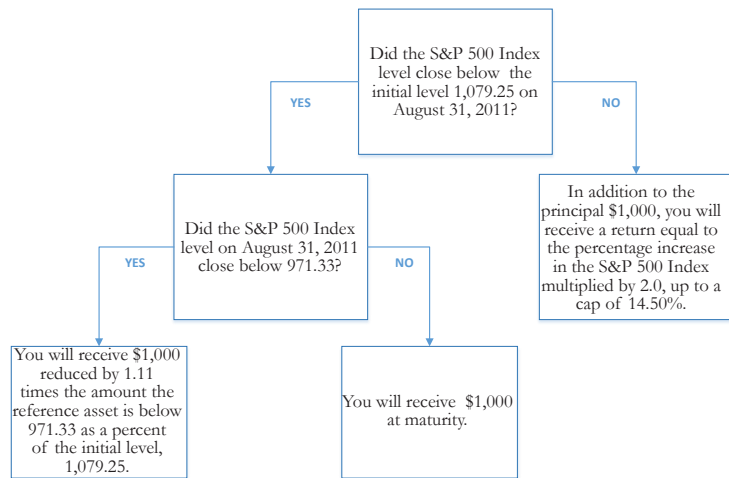 Did the S&P 500 Index
level close below the
initial level 1,079.25 on
August 31, 2011?
YES
NO
Did the S&P 500 Index
level on August 31, 2011
close below 971.33?
In addition to the
principal $1,000, you will
receive a return equal to
the percentage increase
in the S&P 500 Index
multiplied by 2.0, up to a
cap of 14.50%.
YES
NO
You will receive $1,000
reduced by 1.11
times the amount the
reference asset is below
971.33 as a percent
of the initial level,
1,079.25.
You will receive $1,000
at maturity.